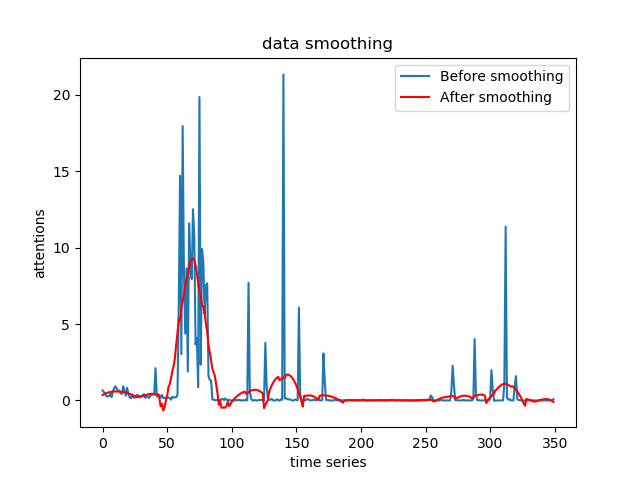 data smoothing
Before smoothing
After smoothing
20
15
10
5
0
attentions
0 50 100 150 200 250 300 350
time series